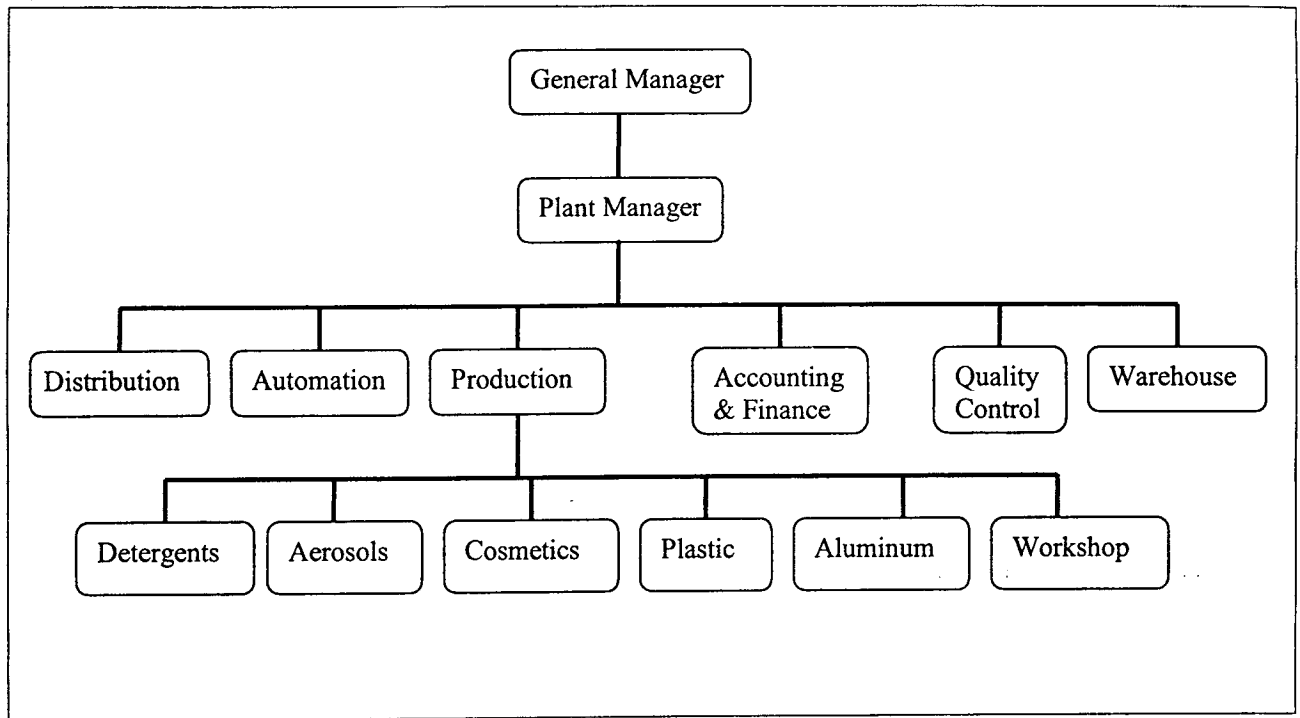 General Manager
Plant Manager
Distribution
Automation
Production
Accounting
& Finance
Quality
Control
Warehouse
Detergents
Aerosols
Cosmetics
Plastic
Aluminum
Workshop